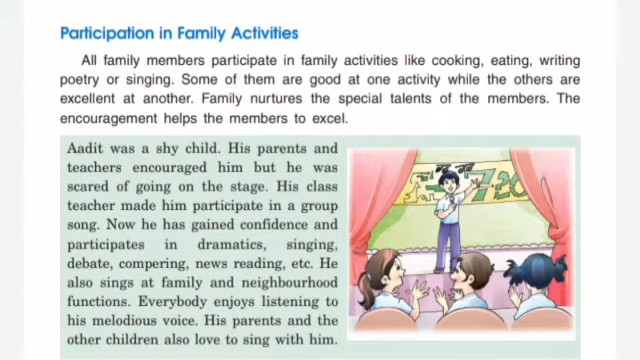 Participation in Family Activities
All family members participate in family activities like cooking, eating, writing
poetry or singing. Some of them are good at one activity while the others are
excellent at another. Family nurtures the special talents of the members. The
encouragement helps the members to excel.
Aadit was a shy child. His parents and
teachers encouraged him but he was
scared of going on the stage. His class
teacher made him participate in a group
song. Now he has gained confidence and
participates in dramatics, singing,
debate, compering, news reading, etc. He
also sings at family and neighbourhood
functions. Everybody enjoys listening to
his melodious voice. His parents and the
other children also love to sing with him.